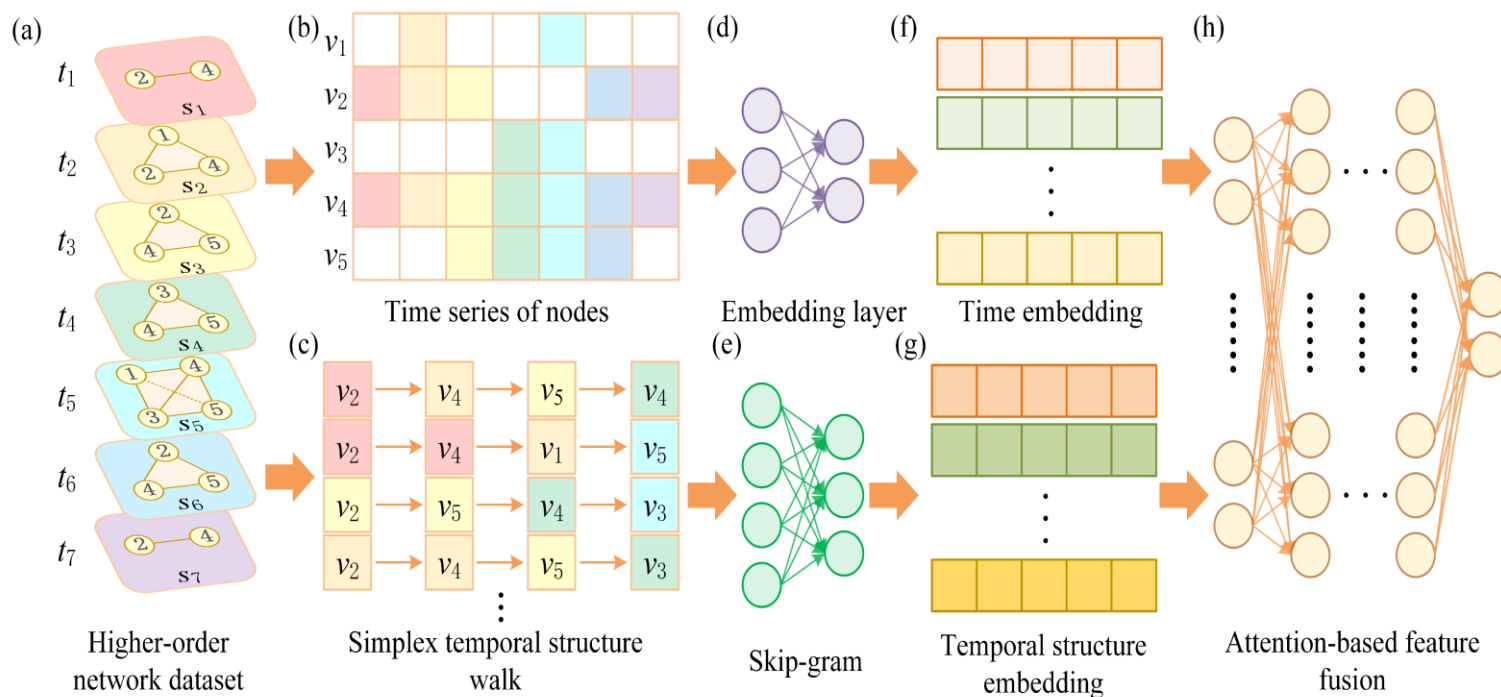 (a)
t1
2 4
s1
t2
1
2 4
s2
t3
2
4 5
s3
t4
3
4 5
s4
t5
1 4
3 5
s5
t6
2
4 5
s6
t7
2 4
s7
Higher-order
network dataset
(b)
v1
v2
v3
v4
v5
Time series of nodes
(c)
v2 v4 v5 v4
v2 v4 v1 v5
v2 v5 v4 v3
v2 v4 v5 v3
Simplex temporal structure
walk
(d)
Embedding layer
(e)
Skip-gram
(f)
Time embedding
(g)
Temporal structure
embedding
(h)
Attention-based feature
fusion